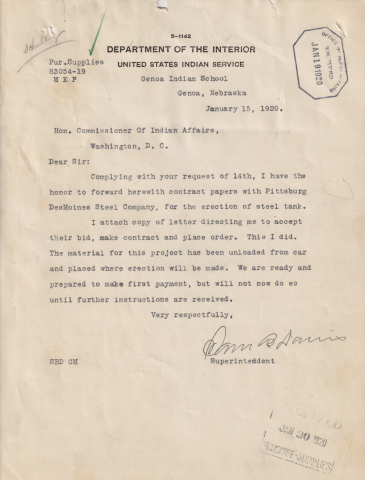 5-1142
DEPARTMENT OF THE INTERIOR
Pur.Supplies
UNITED STATES INDIAN SERVICE
83054-19
Genoa Indian School
M K P
Genoa, Nebraska
JAN 19 1920
January 15, 1920.
Hon. Commissioner Of Indian Affairs,
Washington, D. C.
Dear Sir:
Complying with your request of 14th, I have the
honor to forward herewith contract papers with Pittsburg
DesMoines Steel Company, for the erection of steel tank.
I attach copy of letter directing me to accept
their bid, make contract and place order. This I did.
The material for this project has been unloaded from car
and placed where erection will be made. We are ready and
prepared to make first payment, but will not now do so
until further instructions are received.
Very respectfully,
Sam B Davis
SBD GM
Superintendent
JAN 20 1920